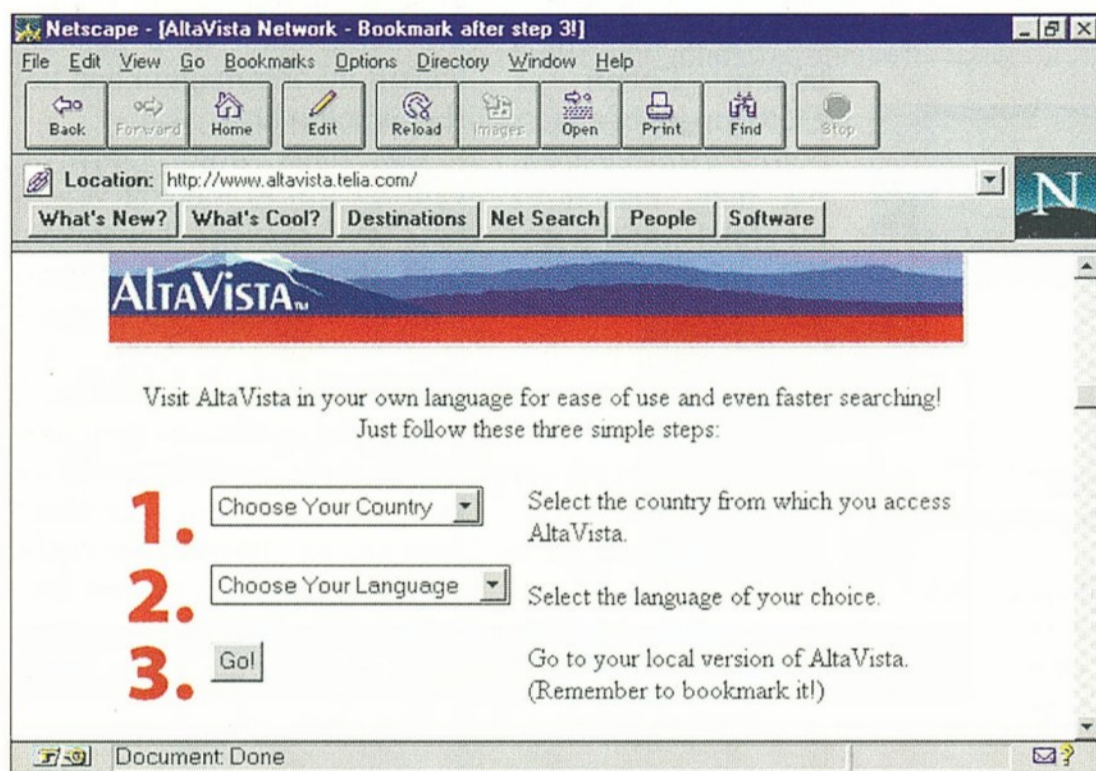 Netscape - [AltaVista Network - Bookmark after step 3!]
File Edit View Go Bookmarks Options Directory Window Help
Back Forward Home Edit Reload Images Open Print Find Stop
Location: http://www.altavista.telia.com/
N
What's New? What's Cool? Destinations Net Search People Software
ALTAVISTA™
Visit AltaVista in your own language for ease of use and even faster searching!
Just follow these three simple steps:
1. Choose Your Country Select the country from which you access
AltaVista.
2. Choose Your Language Select the language of your choice.
3. Go! Go to your local version of AltaVista.
(Remember to bookmark it!)
Document: Done